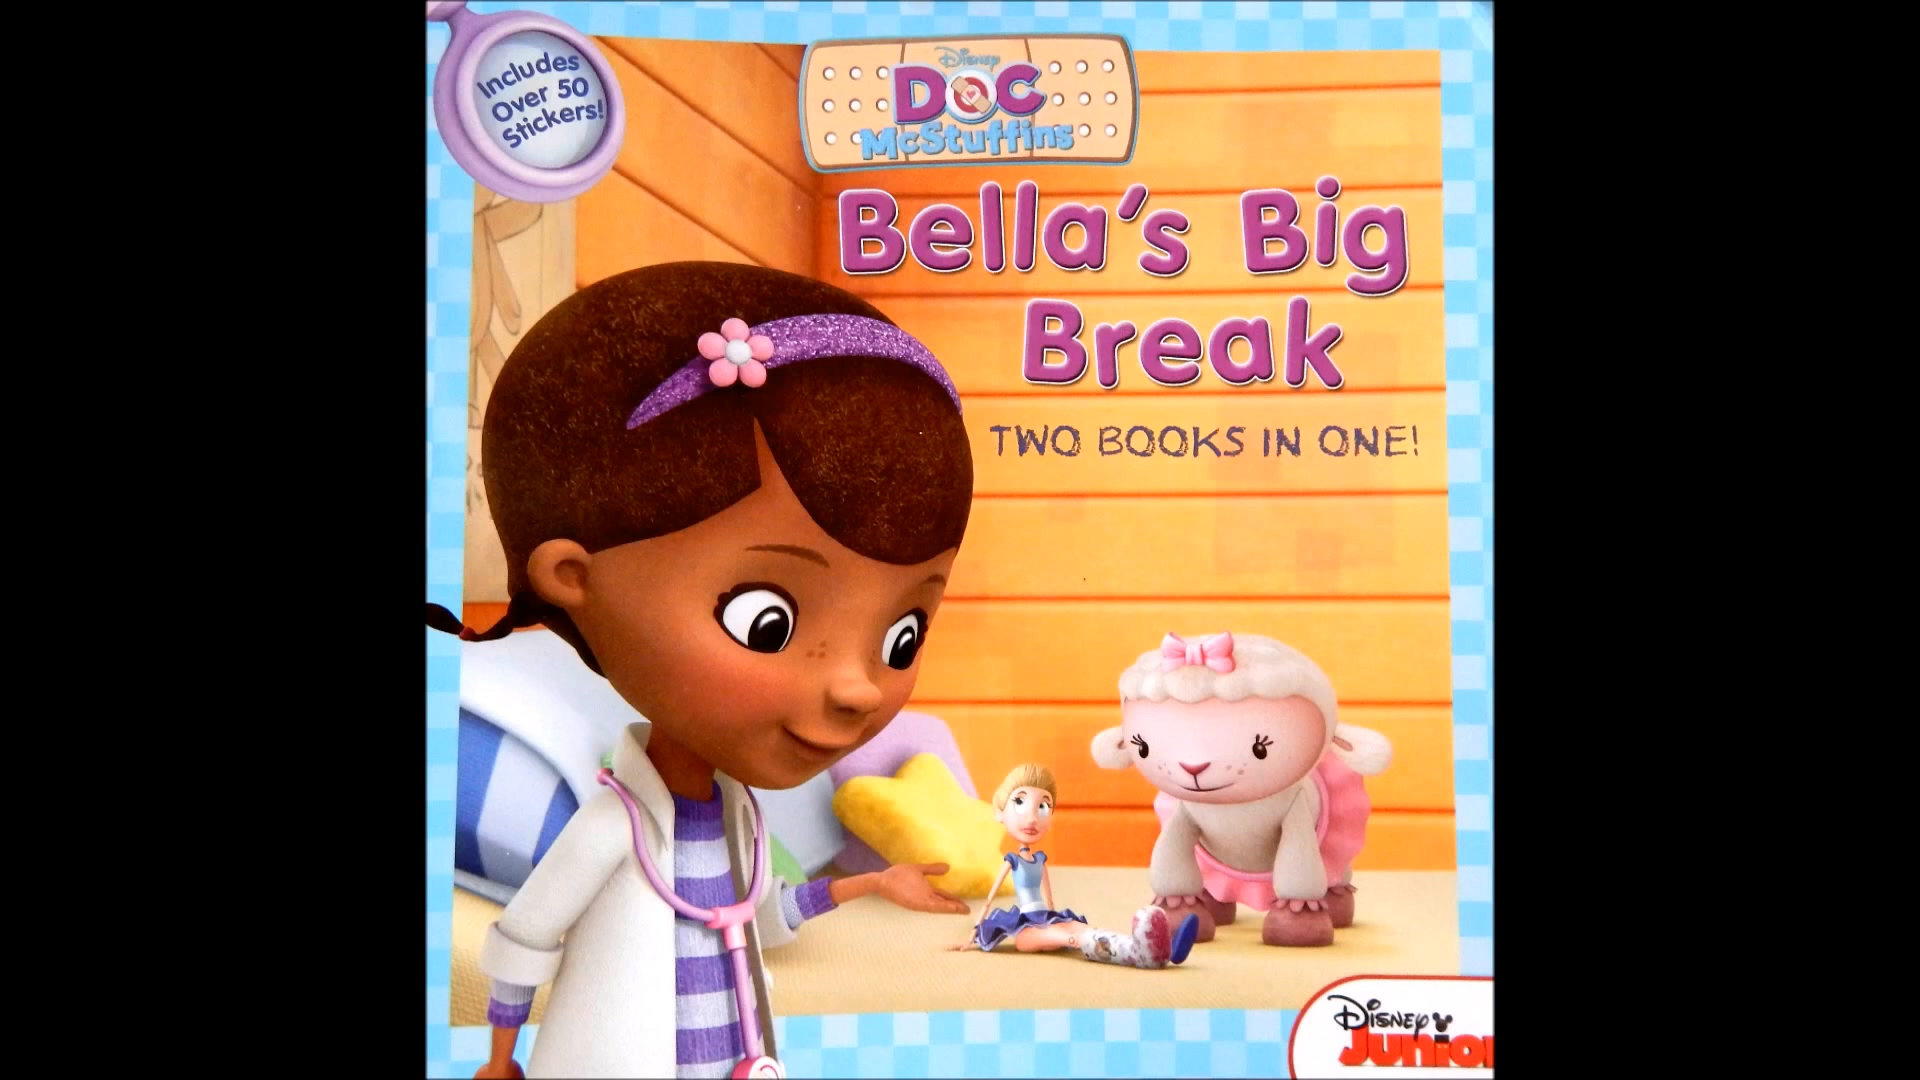 Includes
Over 50
Stickers!
Disney
DOC
McStuffins
Bella's Big
Break
TWO BOOKS IN ONE!
Disney
Junior